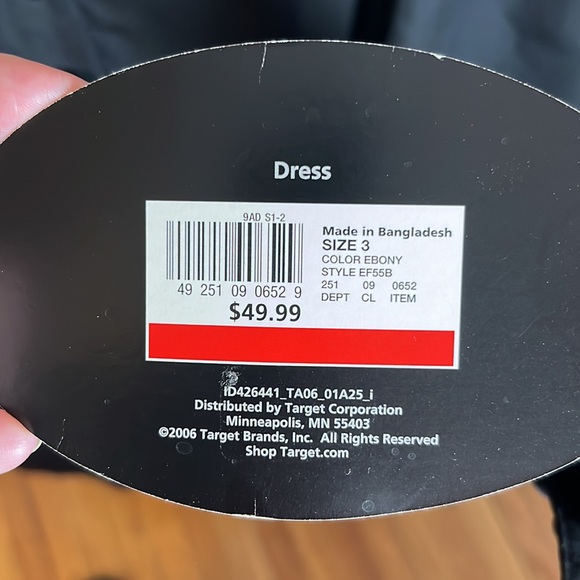 Dress
9AD S1-2
49 251 09 0652 9
$49.99
Made in Bangladesh
SIZE 3
COLOR EBONY
STYLE EF55B
251 09 0652
DEPT CL ITEM
iD426441_TA06_01A25_i
Distributed by Target Corporation
Minneapolis, MN 55403
©2006 Target Brands, Inc. All Rights Reserved
Shop Target.com